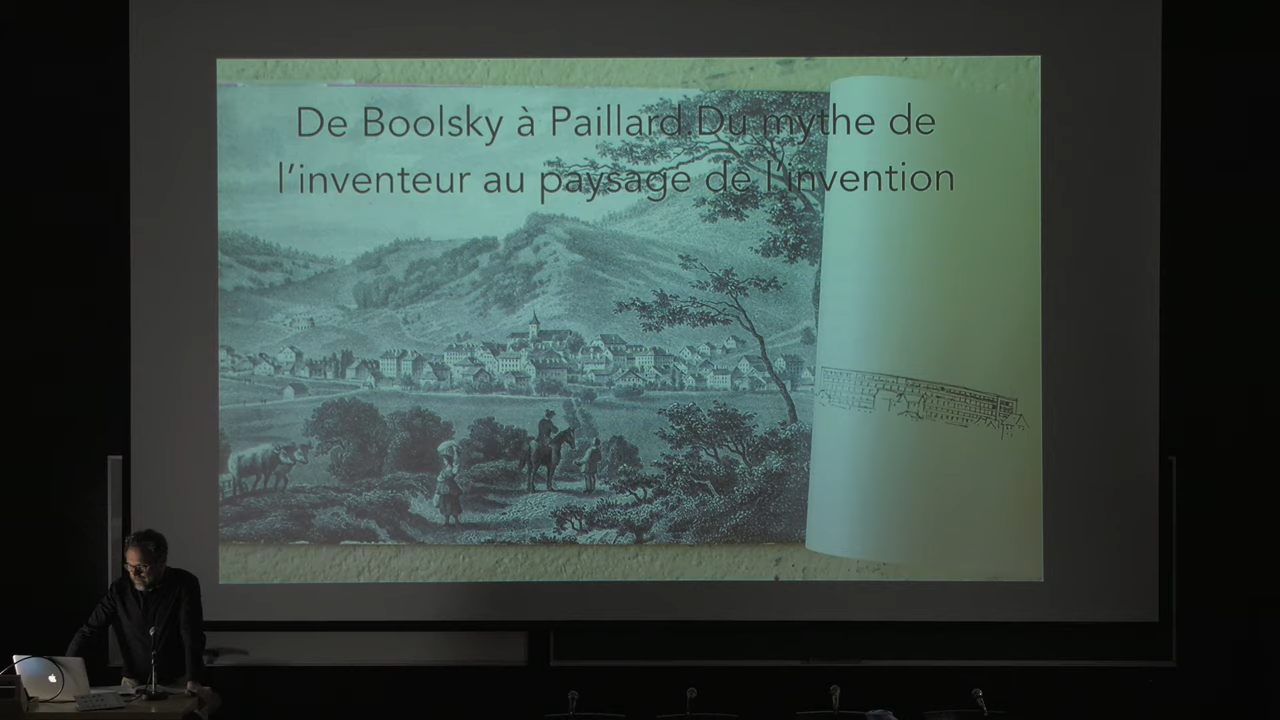 De Boolsky à Paillard.Du mythe de
l'inventeur au paysage de l'invention